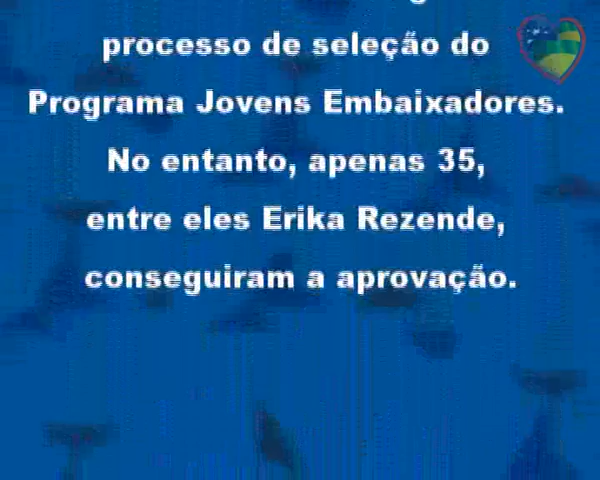 processo de seleção do
Programa Jovens Embaixadores.
No entanto, apenas 35,
entre eles Erika Rezende,
conseguiram a aprovação.